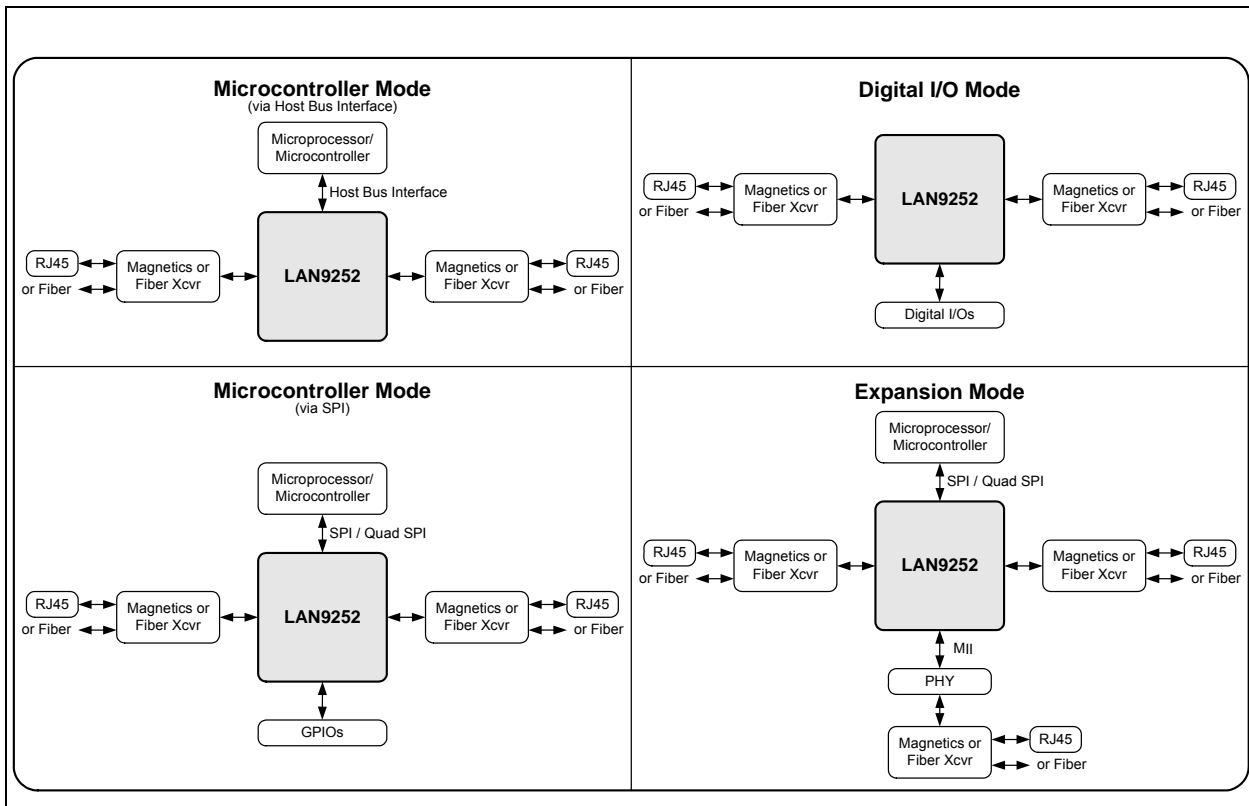 Microcontroller Mode
(via Host Bus Interface)
Microprocessor/
Microcontroller
Host Bus Interface
LAN9252
RJ45
or Fiber
Magnetics or
Fiber Xcvr
Magnetics or
Fiber Xcvr
RJ45
or Fiber
Digital I/O Mode
LAN9252
RJ45
or Fiber
Magnetics or
Fiber Xcvr
Magnetics or
Fiber Xcvr
RJ45
or Fiber
Digital I/Os
Microcontroller Mode
(via SPI)
Microprocessor/
Microcontroller
SPI / Quad SPI
LAN9252
RJ45
or Fiber
Magnetics or
Fiber Xcvr
Magnetics or
Fiber Xcvr
RJ45
or Fiber
GPIOs
Expansion Mode
Microprocessor/
Microcontroller
SPI / Quad SPI
LAN9252
RJ45
or Fiber
Magnetics or
Fiber Xcvr
Magnetics or
Fiber Xcvr
RJ45
or Fiber
MII
PHY
Magnetics or
Fiber Xcvr
RJ45
or Fiber